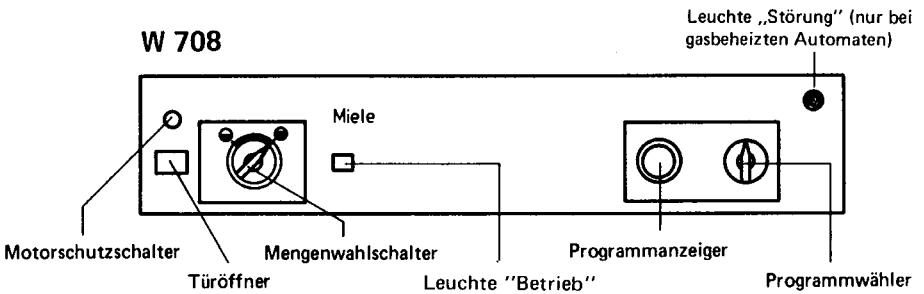 Leuchte „Störung" (nur bei
gasbeheizten Automaten)
W 708
Miele
Motorschutzschalter
Mengenwahlschalter
Programmanzeiger
Türöffner
Leuchte "Betrieb"
Programmwähler